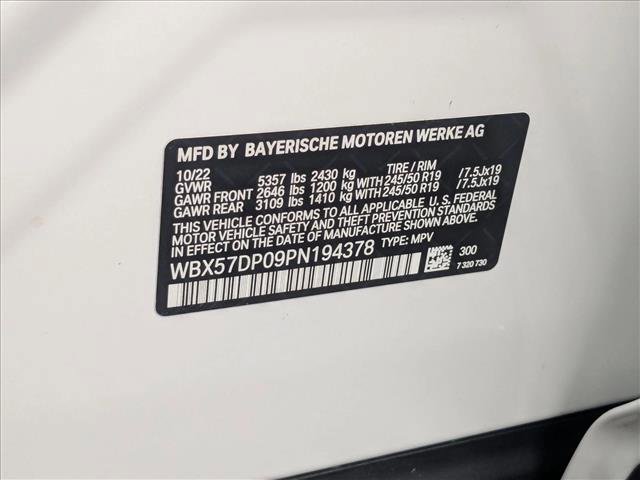 MFD BY BAYERISCHE MOTOREN WERKE AG
10/22 TIRE / RIM
GVWR 5357 lbs 2430 kg
GAWR FRONT 2646 lbs 1200 kg WITH 245/50 R19 /7.5Jx19
GAWR REAR 3109 lbs 1410 kg WITH 245/50 R19 /7.5Jx19
THIS VEHICLE CONFORMS TO ALL APPLICABLE U. S. FEDERAL
MOTOR VEHICLE SAFETY AND THEFT PREVENTION STANDARDS
IN EFFECT ON THE DATE OF MANUFACTURE SHOWN ABOVE.
WBX57DP09PN194378 TYPE: MPV
300
7 320 730